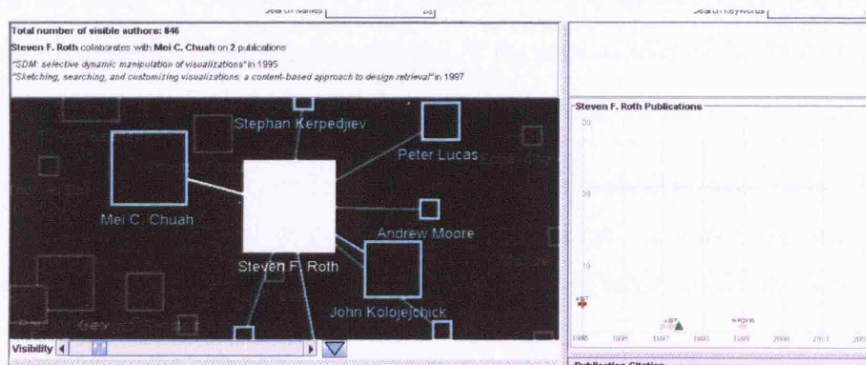 Search Names
Search Keywords
Total number of visible authors: 846
Steven F. Roth collaborates with Mei C. Chuah on 2 publications
"SDM: selective dynamic manipulation of visualizations" in 1995
"Sketching, searching, and customizing visualizations: a content-based approach to design retrieval" in 1997
Steven F. Roth Publications
Stephan Kerpedjiev
Peter Lucas
Mei C. Chuah
Andrew Moore
Steven F. Roth
John Kolojejchick
Visibility
1998
1999
2000
Publication Citation